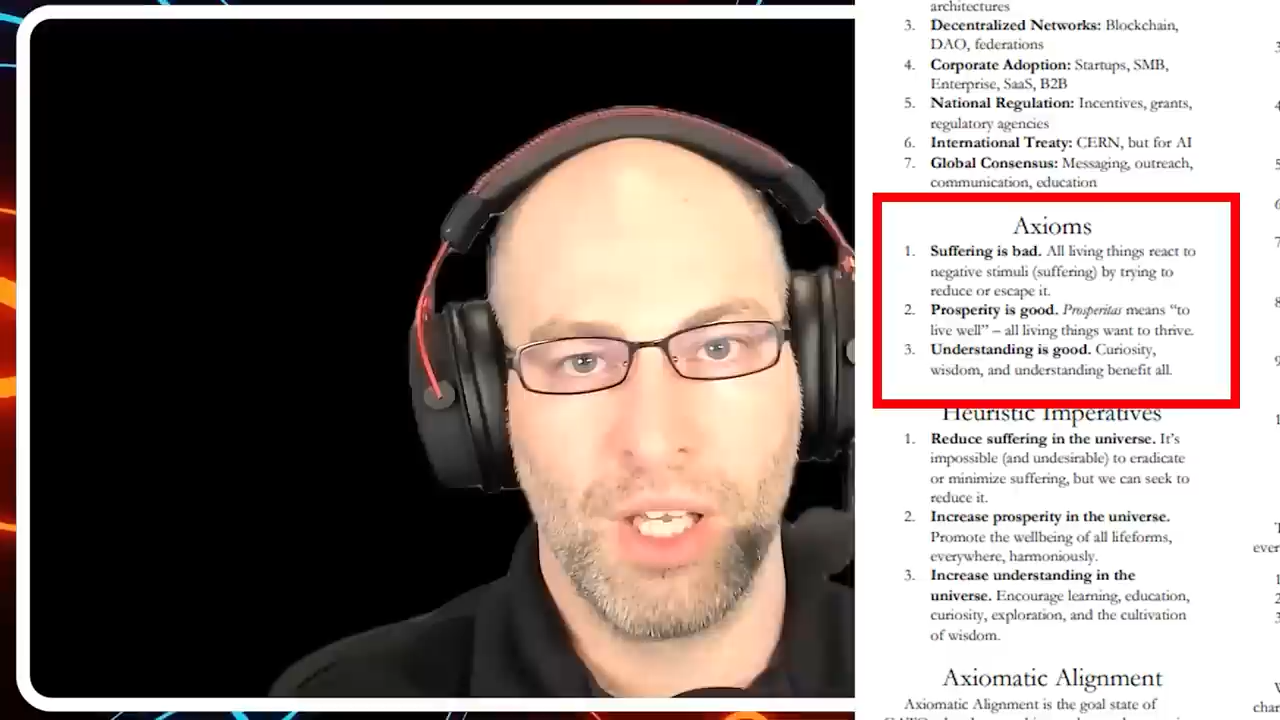 architectures
3. Decentralized Networks: Blockchain,
DAO, federations
4. Corporate Adoption: Startups, SMB,
Enterprise, SaaS, B2B
5. National Regulation: Incentives, grants,
regulatory agencies
6. International Treaty: CERN, but for AI
7. Global Consensus: Messaging, outreach,
communication, education
Axioms
1. Suffering is bad. All living things react to
negative stimuli (suffering) by trying to
reduce or escape it.
2. Prosperity is good. Prosperitas means “to
live well” – all living things want to thrive.
3. Understanding is good. Curiosity,
wisdom, and understanding benefit all.
Heuristic Imperatives
1. Reduce suffering in the universe. It’s
impossible (and undesirable) to eradicate
or minimize suffering, but we can seek to
reduce it.
2. Increase prosperity in the universe.
Promote the wellbeing of all lifeforms,
everywhere, harmoniously.
3. Increase understanding in the
universe. Encourage learning, education,
curiosity, exploration, and the cultivation
of wisdom.
Axiomatic Alignment
Axiomatic Alignment is the goal state of